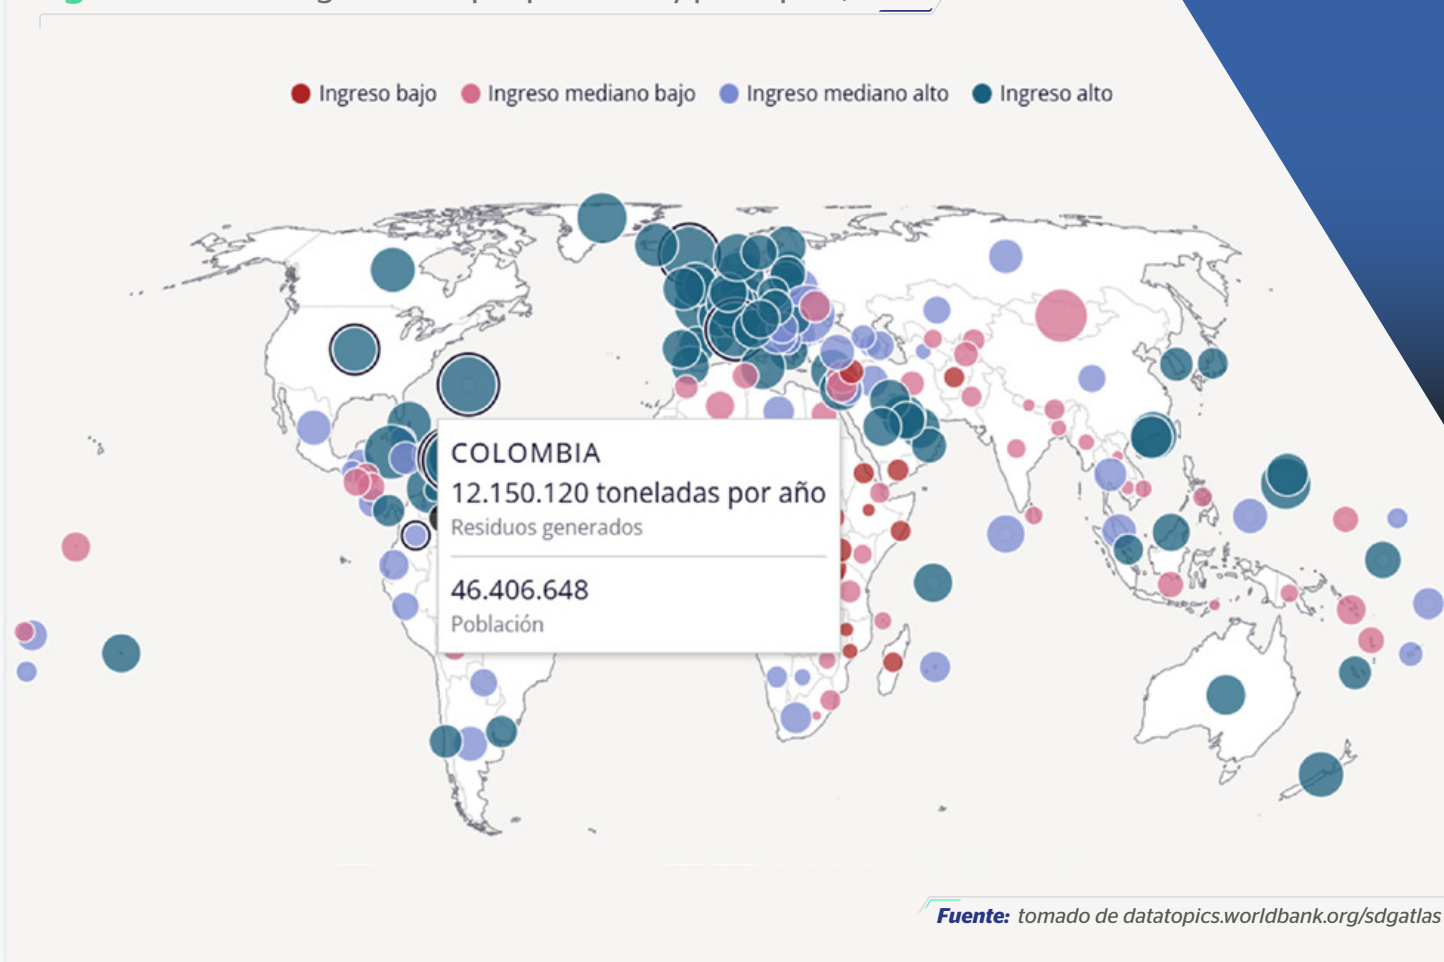 Ingreso bajo
Ingreso mediano bajo
Ingreso mediano alto
Ingreso alto
COLOMBIA
12.150.120 toneladas por año
Residuos generados
46.406.648
Población
Fuente: tomado de datatopics.worldbank.org/sdgatlas